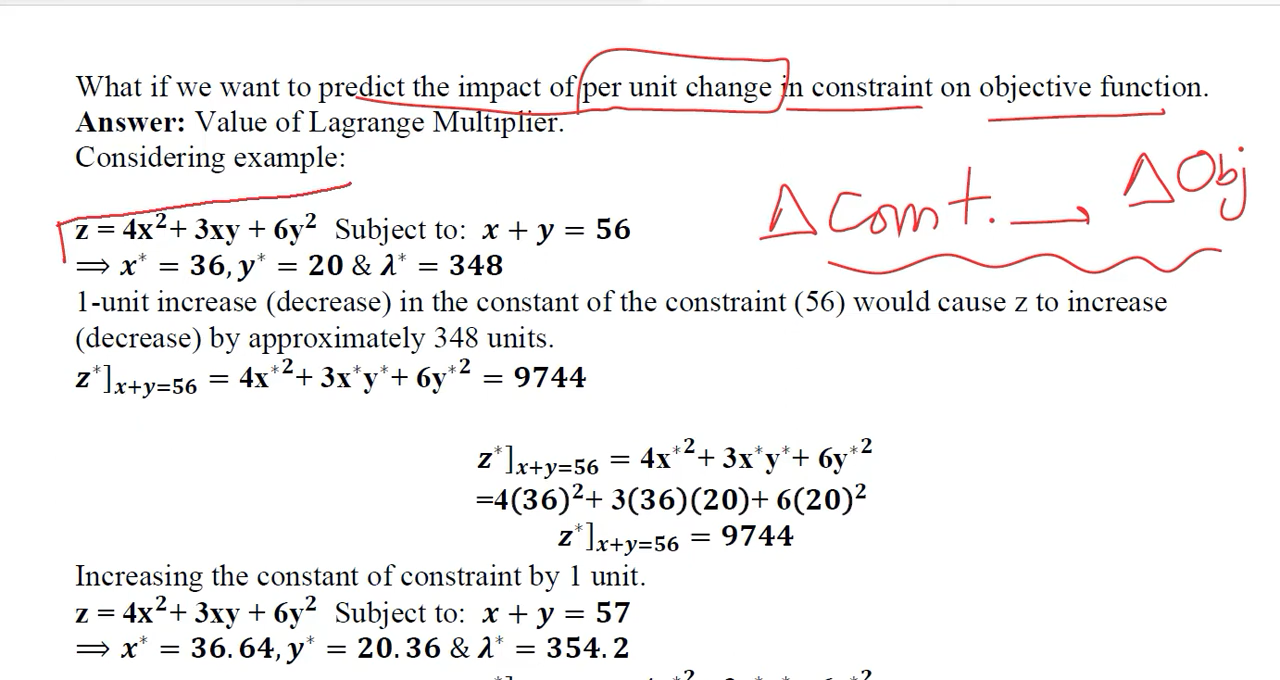 What if we want to predict the impact of per unit change in constraint on objective function.
Answer: Value of Lagrange Multiplier.
Considering example:
Δ Cont. → Δ Obj
z = 4x²+ 3xy + 6y² Subject to: x + y = 56
⟹ x* = 36, y* = 20 & λ* = 348
1-unit increase (decrease) in the constant of the constraint (56) would cause z to increase
(decrease) by approximately 348 units.
z*]ₓ₊ᵧ₌₅₆ = 4x*²+ 3x*y*+ 6y*² = 9744
z*]ₓ₊ᵧ₌₅₆ = 4x*²+ 3x*y*+ 6y*²
=4(36)²+ 3(36)(20)+ 6(20)²
z*]ₓ₊ᵧ₌₅₆ = 9744
Increasing the constant of constraint by 1 unit.
z = 4x²+ 3xy + 6y² Subject to: x + y = 57
⟹ x* = 36.64, y* = 20.36 & λ* = 354.2